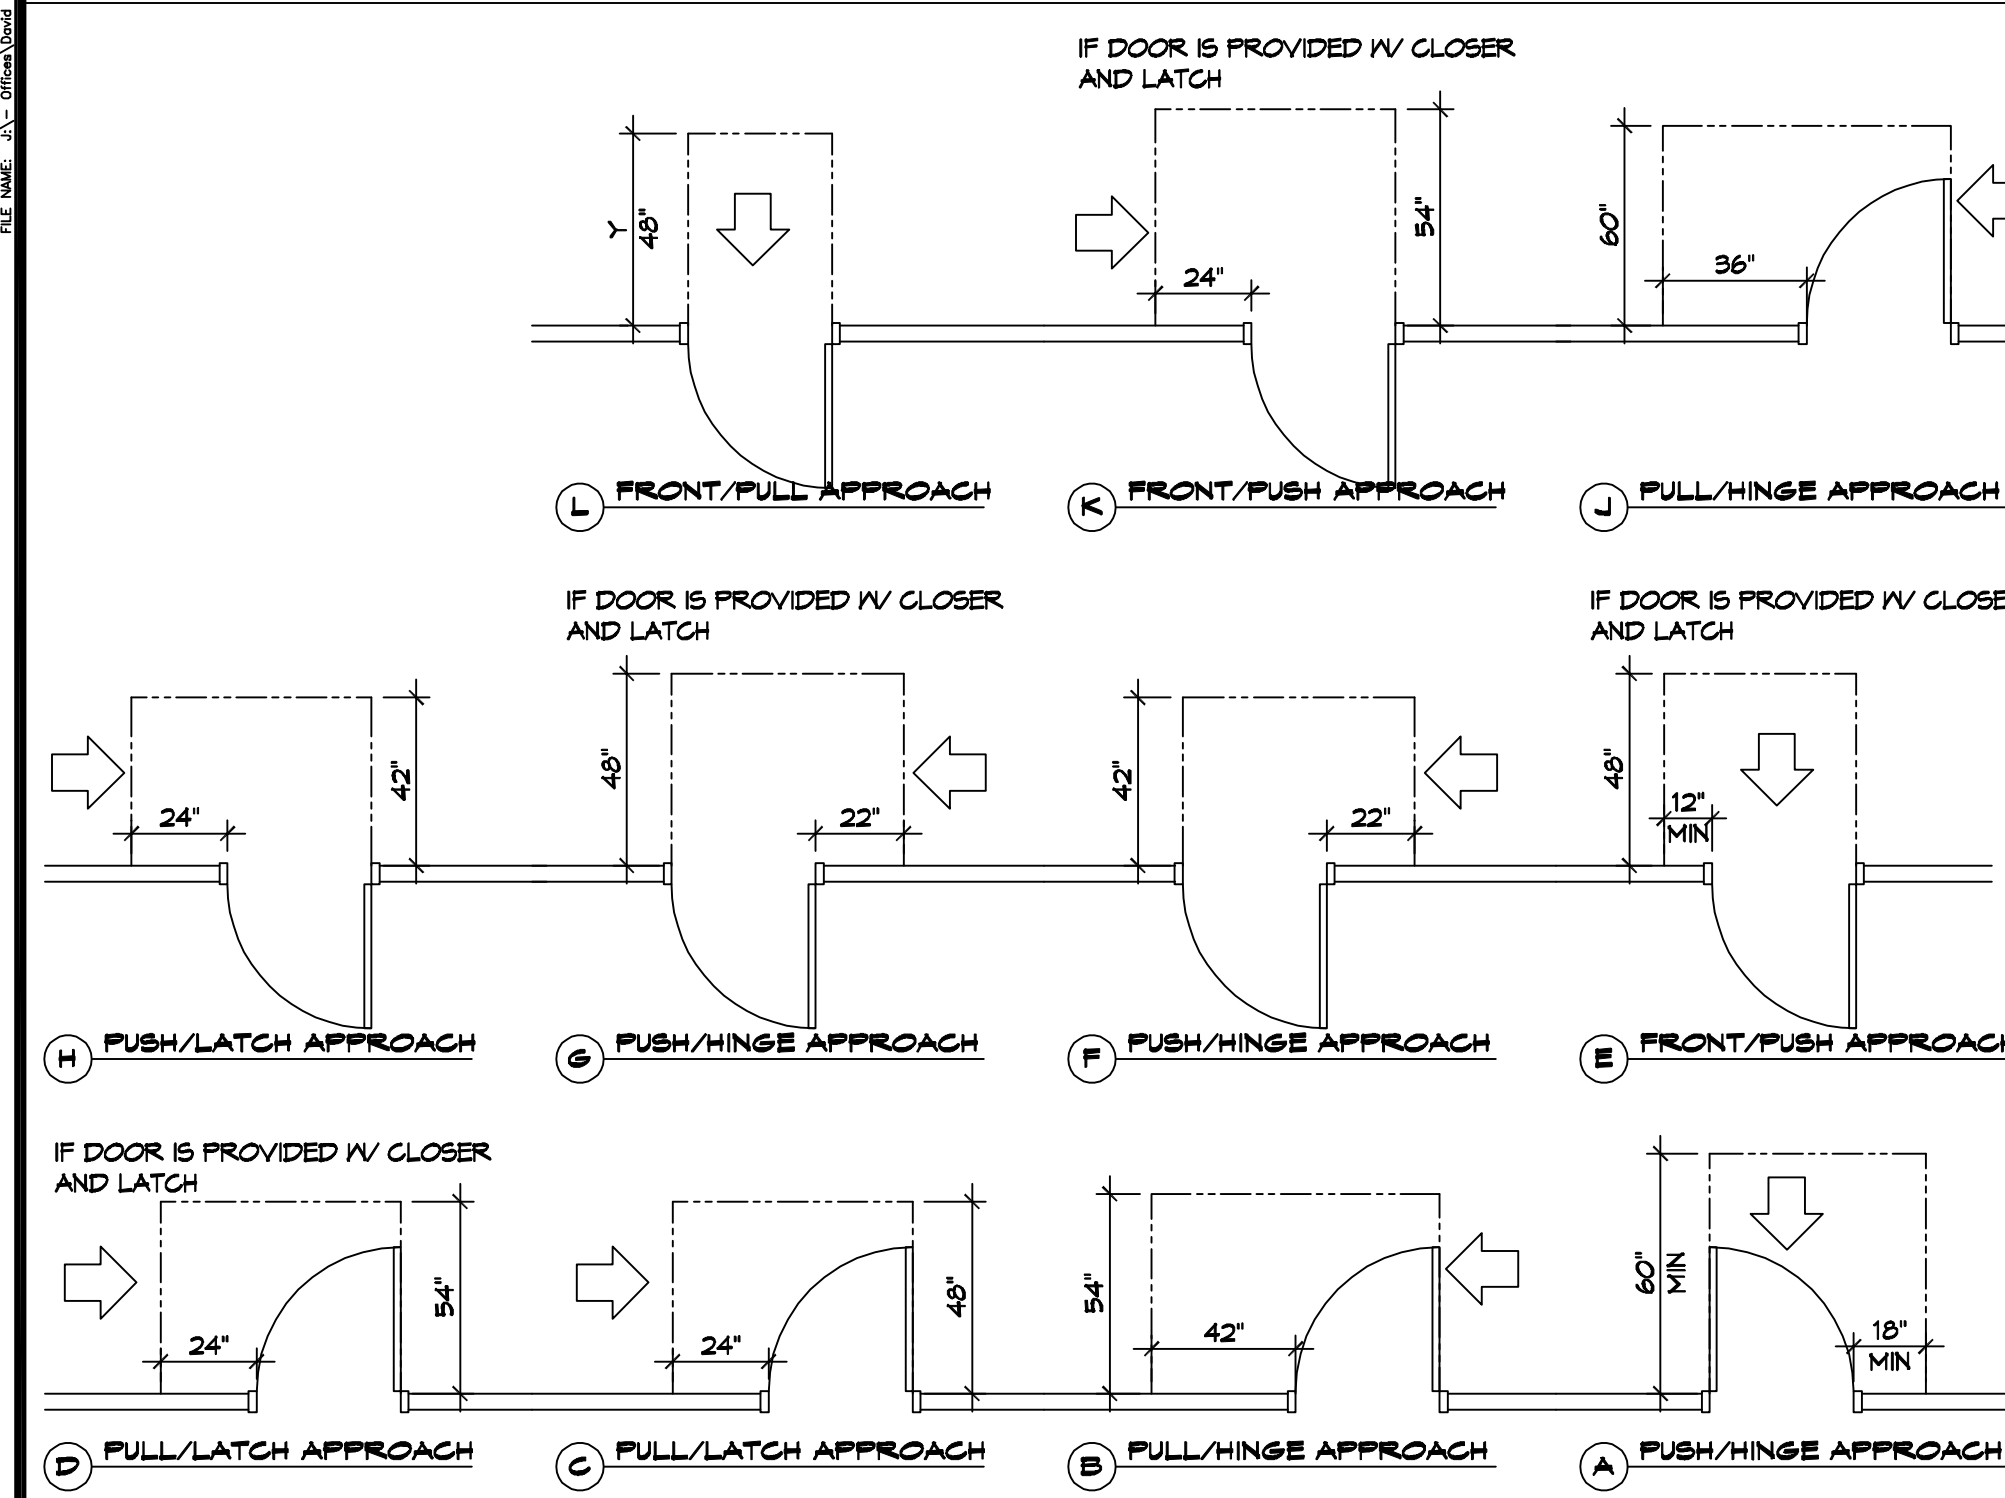 FILE NAME: J:\- Offices\David
IF DOOR IS PROVIDED W/ CLOSER
AND LATCH
Y
48"
24"
54"
60"
36"
L FRONT/PULL APPROACH
K FRONT/PUSH APPROACH
J PULL/HINGE APPROACH
IF DOOR IS PROVIDED W/ CLOSER
AND LATCH
IF DOOR IS PROVIDED W/ CLOSE
AND LATCH
24"
42"
48"
22"
42"
22"
48"
12"
MIN
H PUSH/LATCH APPROACH
G PUSH/HINGE APPROACH
F PUSH/HINGE APPROACH
E FRONT/PUSH APPROACH
IF DOOR IS PROVIDED W/ CLOSER
AND LATCH
24"
54"
24"
48"
54"
42"
60"
MIN
18"
MIN
D PULL/LATCH APPROACH
C PULL/LATCH APPROACH
B PULL/HINGE APPROACH
A PUSH/HINGE APPROACH